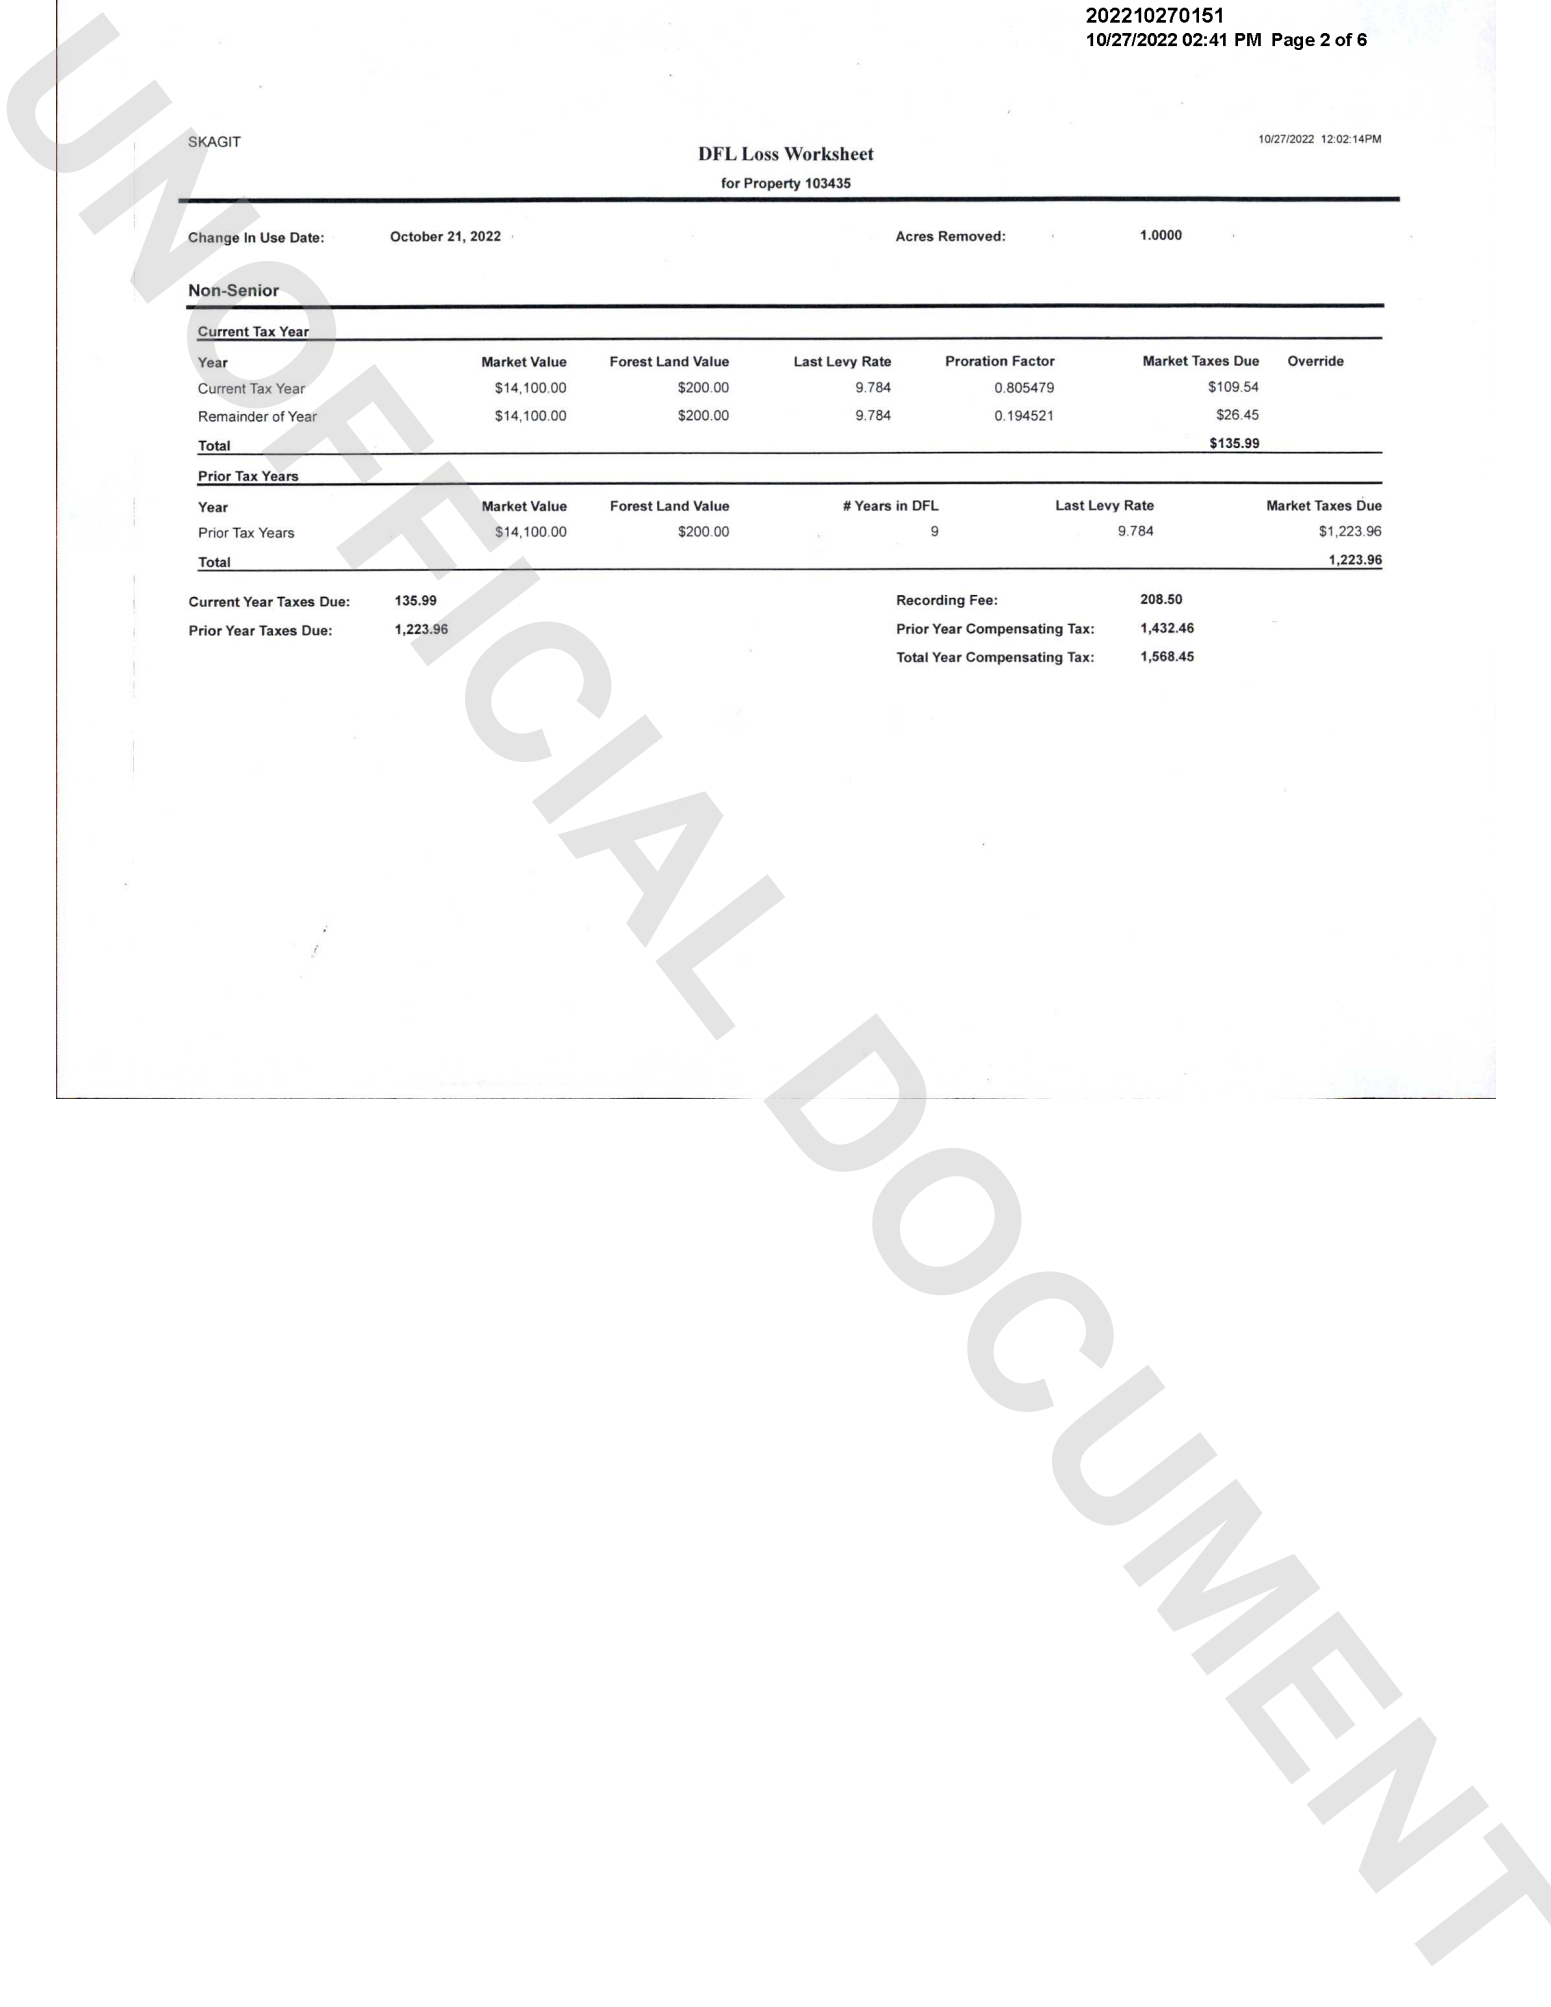 202210270151
10/27/2022 02:41 PM Page 2 of 6
SKAGIT
10/27/2022 12:02:14PM
DFL Loss Worksheet
for Property 103435
Change In Use Date: October 21, 2022 Acres Removed: 1.0000
Non-Senior
Current Tax Year
Year Market Value Forest Land Value Last Levy Rate Proration Factor Market Taxes Due Override
Current Tax Year $14,100.00 $200.00 9.784 0.805479 $109.54
Remainder of Year $14,100.00 $200.00 9.784 0.194521 $26.45
Total $135.99
Prior Tax Years
Year Market Value Forest Land Value # Years in DFL Last Levy Rate Market Taxes Due
Prior Tax Years $14,100.00 $200.00 9 9.784 $1,223.96
Total 1,223.96
Current Year Taxes Due: 135.99 Recording Fee: 208.50
Prior Year Taxes Due: 1,223.96 Prior Year Compensating Tax: 1,432.46
Total Year Compensating Tax: 1,568.45
UNOFFICIAL DOCUMENT